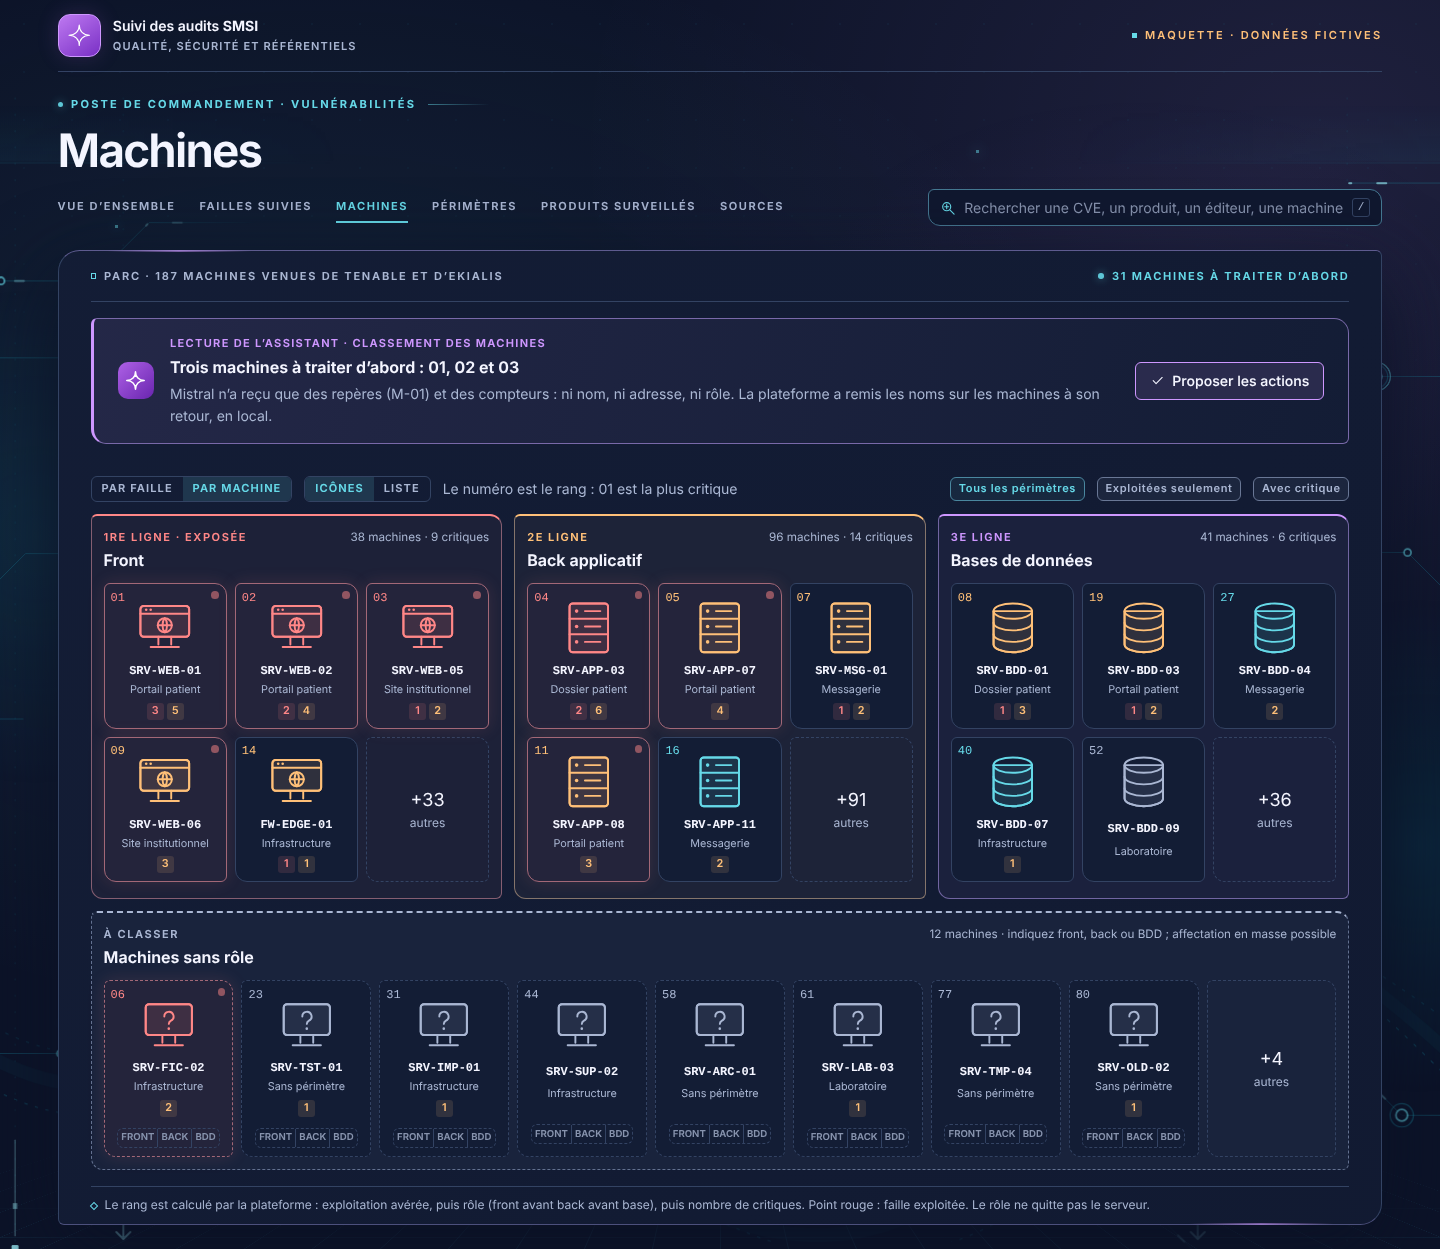 Suivi des audits SMSI
QUALITÉ, SÉCURITÉ ET RÉFÉRENTIELS
MAQUETTE · DONNÉES FICTIVES
POSTE DE COMMANDEMENT · VULNÉRABILITÉS
Machines
VUE D’ENSEMBLE FAILLES SUIVIES MACHINES PÉRIMÈTRES PRODUITS SURVEILLÉS SOURCES
Rechercher une CVE, un produit, un éditeur, une machine /
PARC · 187 MACHINES VENUES DE TENABLE ET D’EKIALIS
31 MACHINES À TRAITER D’ABORD
LECTURE DE L’ASSISTANT · CLASSEMENT DES MACHINES
Trois machines à traiter d’abord : 01, 02 et 03
Mistral n’a reçu que des repères (M-01) et des compteurs : ni nom, ni adresse, ni rôle. La plateforme a remis les noms sur les machines à son
retour, en local.
Proposer les actions
PAR FAILLE PAR MACHINE ICÔNES LISTE Le numéro est le rang : 01 est la plus critique
Tous les périmètres Exploitées seulement Avec critique
1RE LIGNE · EXPOSÉE 38 machines · 9 critiques
Front
01 02 03
SRV-WEB-01 SRV-WEB-02 SRV-WEB-05
Portail patient Portail patient Site institutionnel
3 5 2 4 1 2
09 14
SRV-WEB-06 FW-EDGE-01 +33
Site institutionnel Infrastructure autres
3 1 1
2E LIGNE 96 machines · 14 critiques
Back applicatif
04 05 07
SRV-APP-03 SRV-APP-07 SRV-MSG-01
Dossier patient Portail patient Messagerie
2 6 4 1 2
11 16
SRV-APP-08 SRV-APP-11 +91
Portail patient Messagerie autres
3 2
3E LIGNE 41 machines · 6 critiques
Bases de données
08 19 27
SRV-BDD-01 SRV-BDD-03 SRV-BDD-04
Dossier patient Portail patient Messagerie
1 3 1 2 2
40 52
SRV-BDD-07 SRV-BDD-09 +36
Infrastructure Laboratoire autres
1
À CLASSER 12 machines · indiquez front, back ou BDD ; affectation en masse possible
Machines sans rôle
06 23 31 44 58 61 77 80
? ? ? ? ? ? ? ?
SRV-FIC-02 SRV-TST-01 SRV-IMP-01 SRV-SUP-02 SRV-ARC-01 SRV-LAB-03 SRV-TMP-04 SRV-OLD-02 +4
Infrastructure Sans périmètre Infrastructure Infrastructure Sans périmètre Laboratoire Sans périmètre Sans périmètre autres
2 1 1 1 1
FRONT BACK BDD FRONT BACK BDD FRONT BACK BDD FRONT BACK BDD FRONT BACK BDD FRONT BACK BDD FRONT BACK BDD FRONT BACK BDD
Le rang est calculé par la plateforme : exploitation avérée, puis rôle (front avant back avant base), puis nombre de critiques. Point rouge : faille exploitée. Le rôle ne quitte pas le serveur.